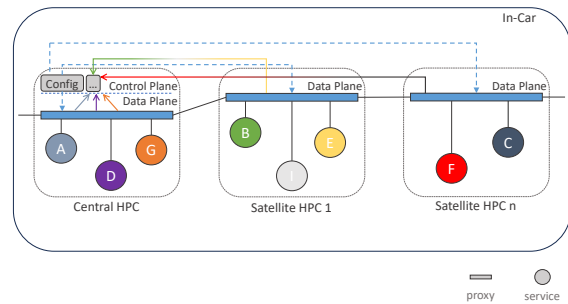 In-Car
Config
...
Control Plane
Data Plane
Data Plane
Data Plane
A
D
G
B
I
E
F
C
Central HPC
Satellite HPC 1
Satellite HPC n
proxy
service